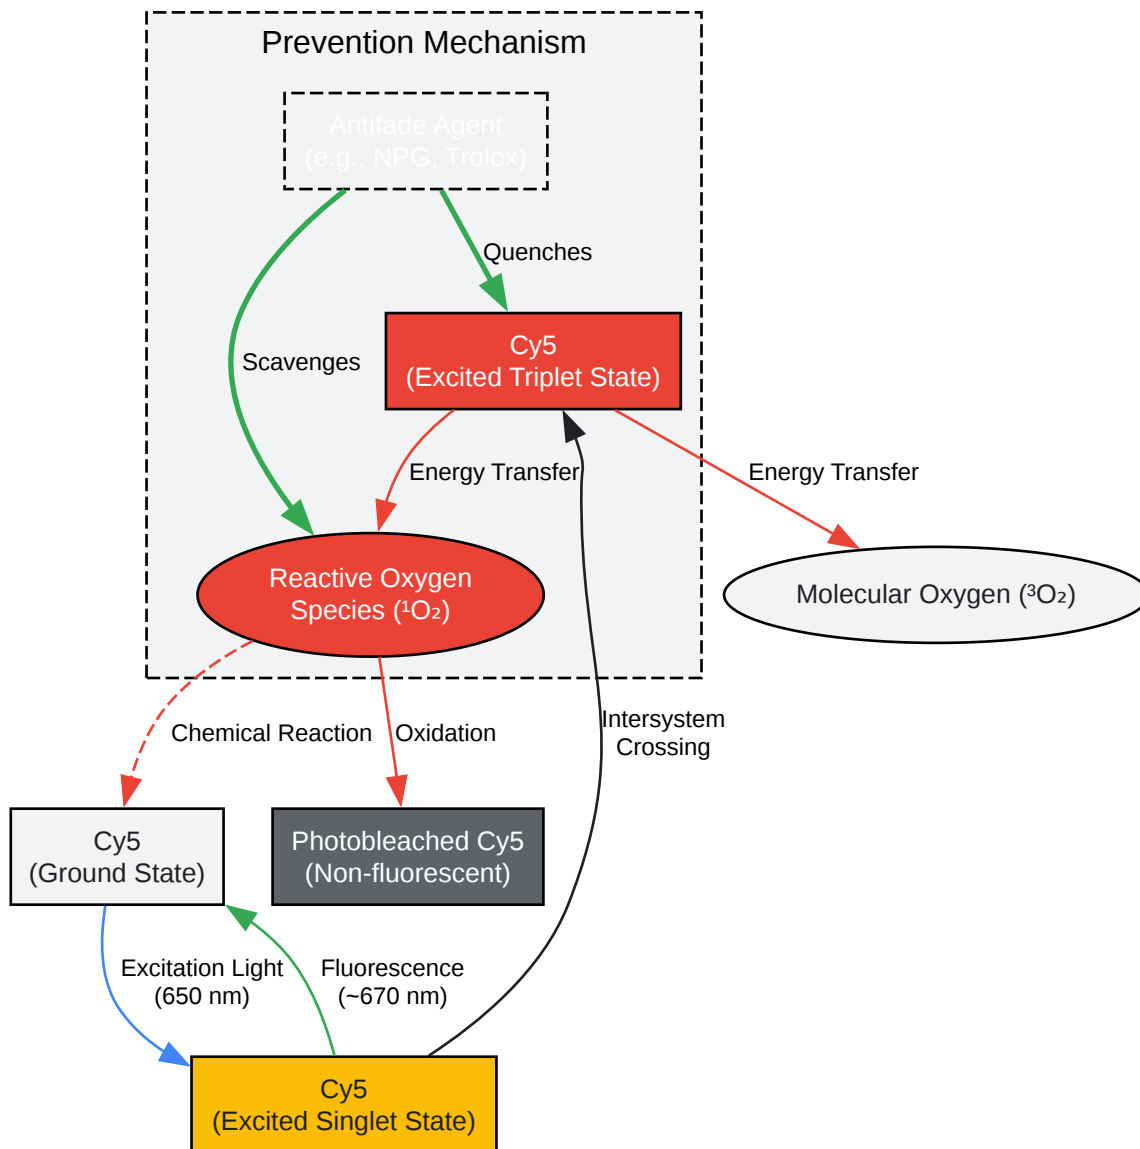 Prevention Mechanism
Antifade Agent
(e.g., NPG, Trolox)
Quenches
Scavenges
Cy5
(Excited Triplet State)
Energy Transfer
Energy Transfer
Reactive Oxygen
Species (¹O₂)
Molecular Oxygen (³O₂)
Chemical Reaction
Oxidation
Intersystem
Crossing
Cy5
(Ground State)
Photobleached Cy5
(Non-fluorescent)
Excitation Light
(650 nm)
Fluorescence
(~670 nm)
Cy5
(Excited Singlet State)